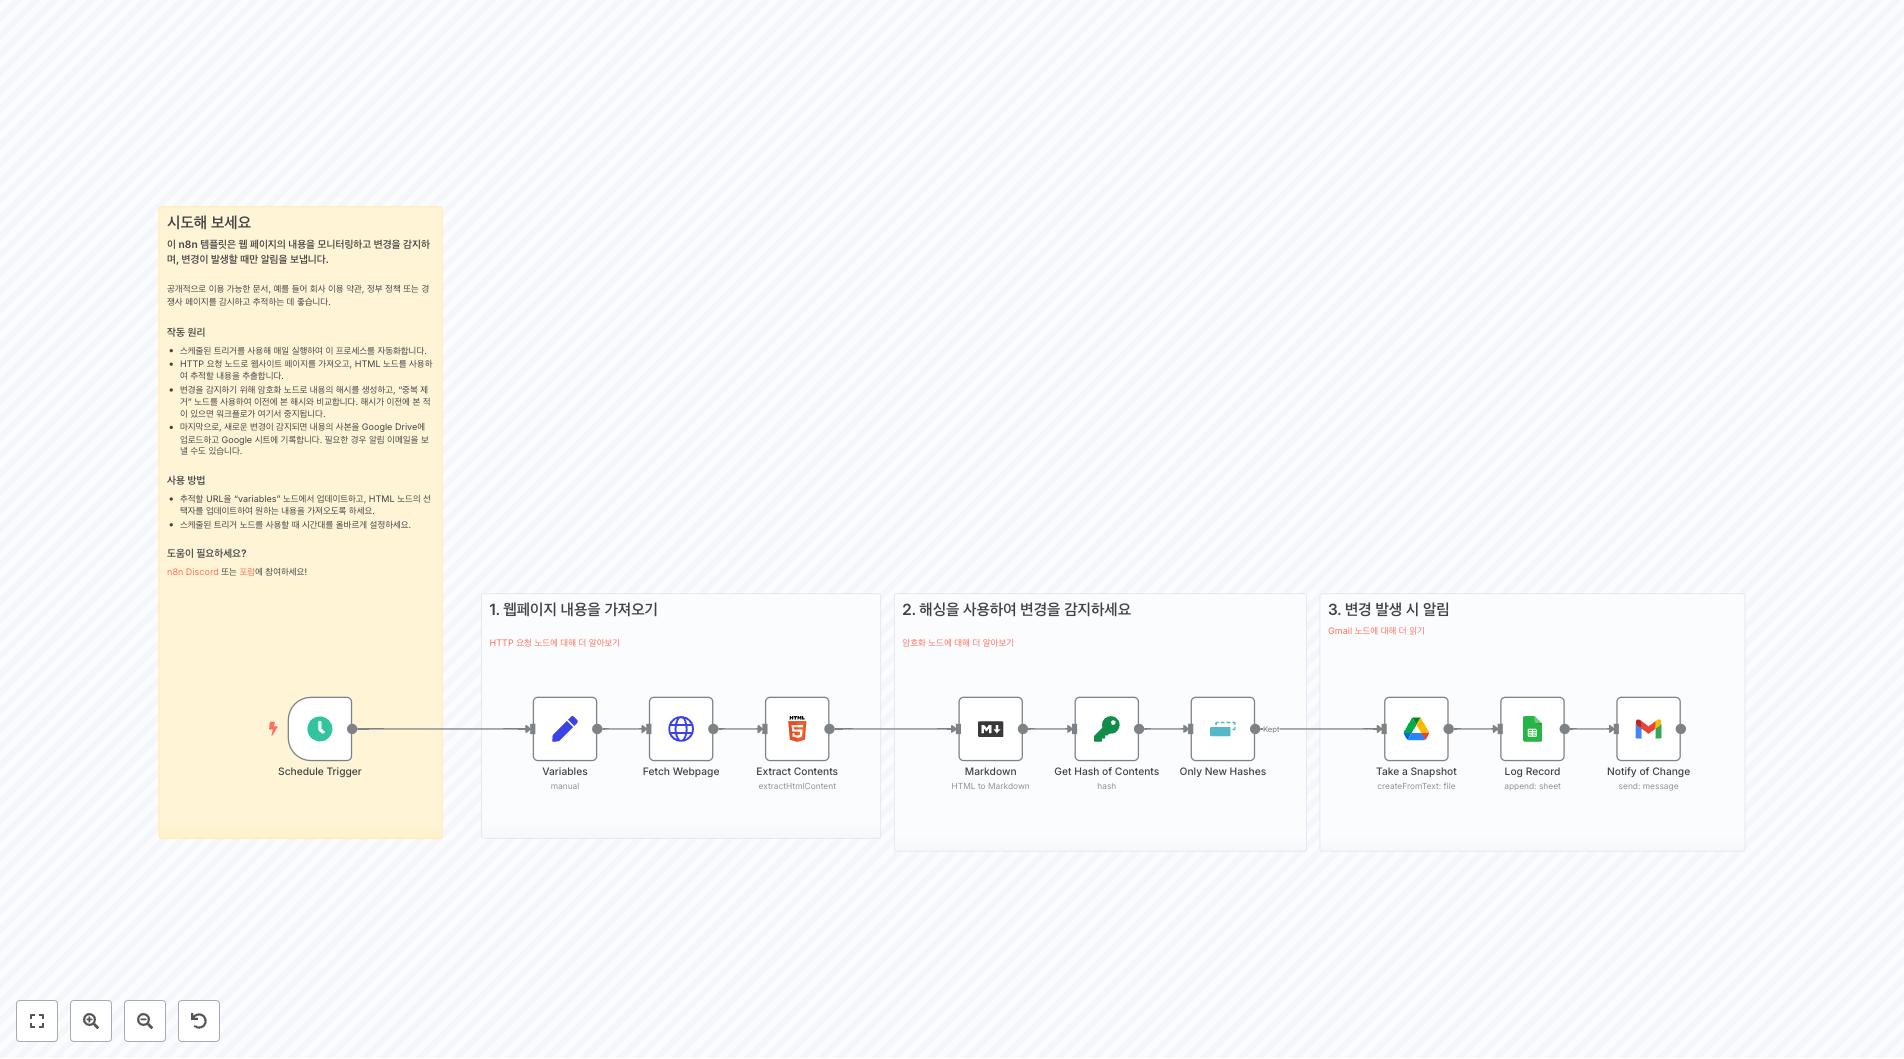 시도해 보세요
이 n8n 템플릿은 웹 페이지의 내용을 모니터링하고 변경을 감지하
며, 변경이 발생할 때만 알림을 보냅니다.
공개적으로 이용 가능한 문서, 예를 들어 회사 이용 약관, 정부 정책 또는 경
쟁사 페이지를 감시하고 추적하는 데 좋습니다.
작동 원리
• 스케줄된 트리거를 사용해 매일 실행하여 이 프로세스를 자동화합니다.
• HTTP 요청 노드로 웹사이트 페이지를 가져오고, HTML 노드를 사용하
여 추적할 내용을 추출합니다.
• 변경을 감지하기 위해 암호화 노드로 내용의 해시를 생성하고, “중복 제
거” 노드를 사용하여 이전에 본 해시와 비교합니다. 해시가 이전에 본 적
이 있으면 워크플로가 여기서 중지됩니다.
• 마지막으로, 새로운 변경이 감지되면 내용의 사본을 Google Drive에
업로드하고 Google 시트에 기록합니다. 필요한 경우 알림 이메일을 보
낼 수도 있습니다.
사용 방법
• 추적할 URL을 “variables” 노드에서 업데이트하고, HTML 노드의 선
택자를 업데이트하여 원하는 내용을 가져오도록 하세요.
• 스케줄된 트리거 노드를 사용할 때 시간대를 올바르게 설정하세요.
도움이 필요하세요?
n8n Discord 또는 포럼에 참여하세요!
Schedule Trigger
1. 웹페이지 내용을 가져오기
HTTP 요청 노드에 대해 더 알아보기
Variables
manual
Fetch Webpage
HTML
Extract Contents
extractHtmlContent
2. 해싱을 사용하여 변경을 감지하세요
암호화 노드에 대해 더 알아보기
Markdown
HTML to Markdown
Get Hash of Contents
hash
Only New Hashes
Kept
3. 변경 발생 시 알림
Gmail 노드에 대해 더 읽기
Take a Snapshot
createFromText: file
Log Record
append: sheet
Notify of Change
send: message